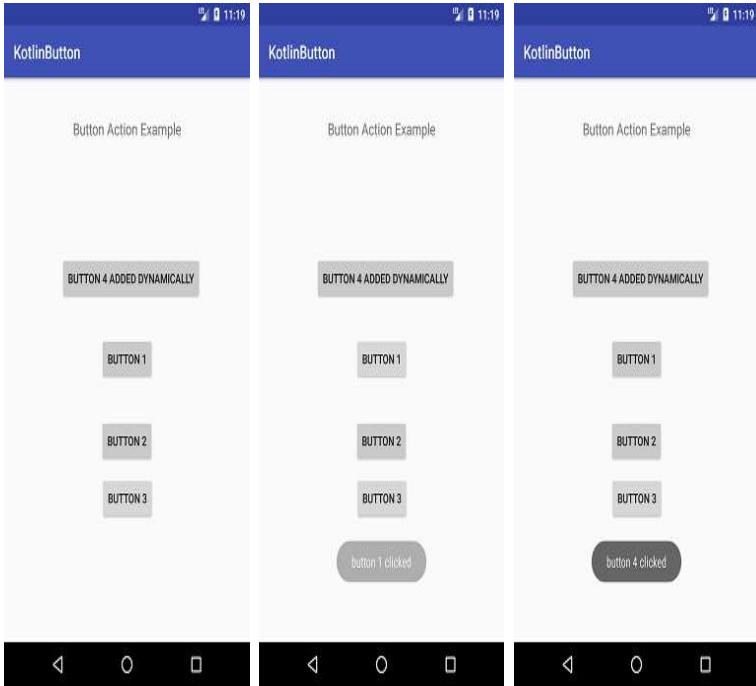 11:19
KotlinButton
Button Action Example
BUTTON 4 ADDED DYNAMICALLY
BUTTON 1
BUTTON 2
BUTTON 3
11:19
KotlinButton
Button Action Example
BUTTON 4 ADDED DYNAMICALLY
BUTTON 1
BUTTON 2
BUTTON 3
button 1 clicked
11:19
KotlinButton
Button Action Example
BUTTON 4 ADDED DYNAMICALLY
BUTTON 1
BUTTON 2
BUTTON 3
button 4 clicked